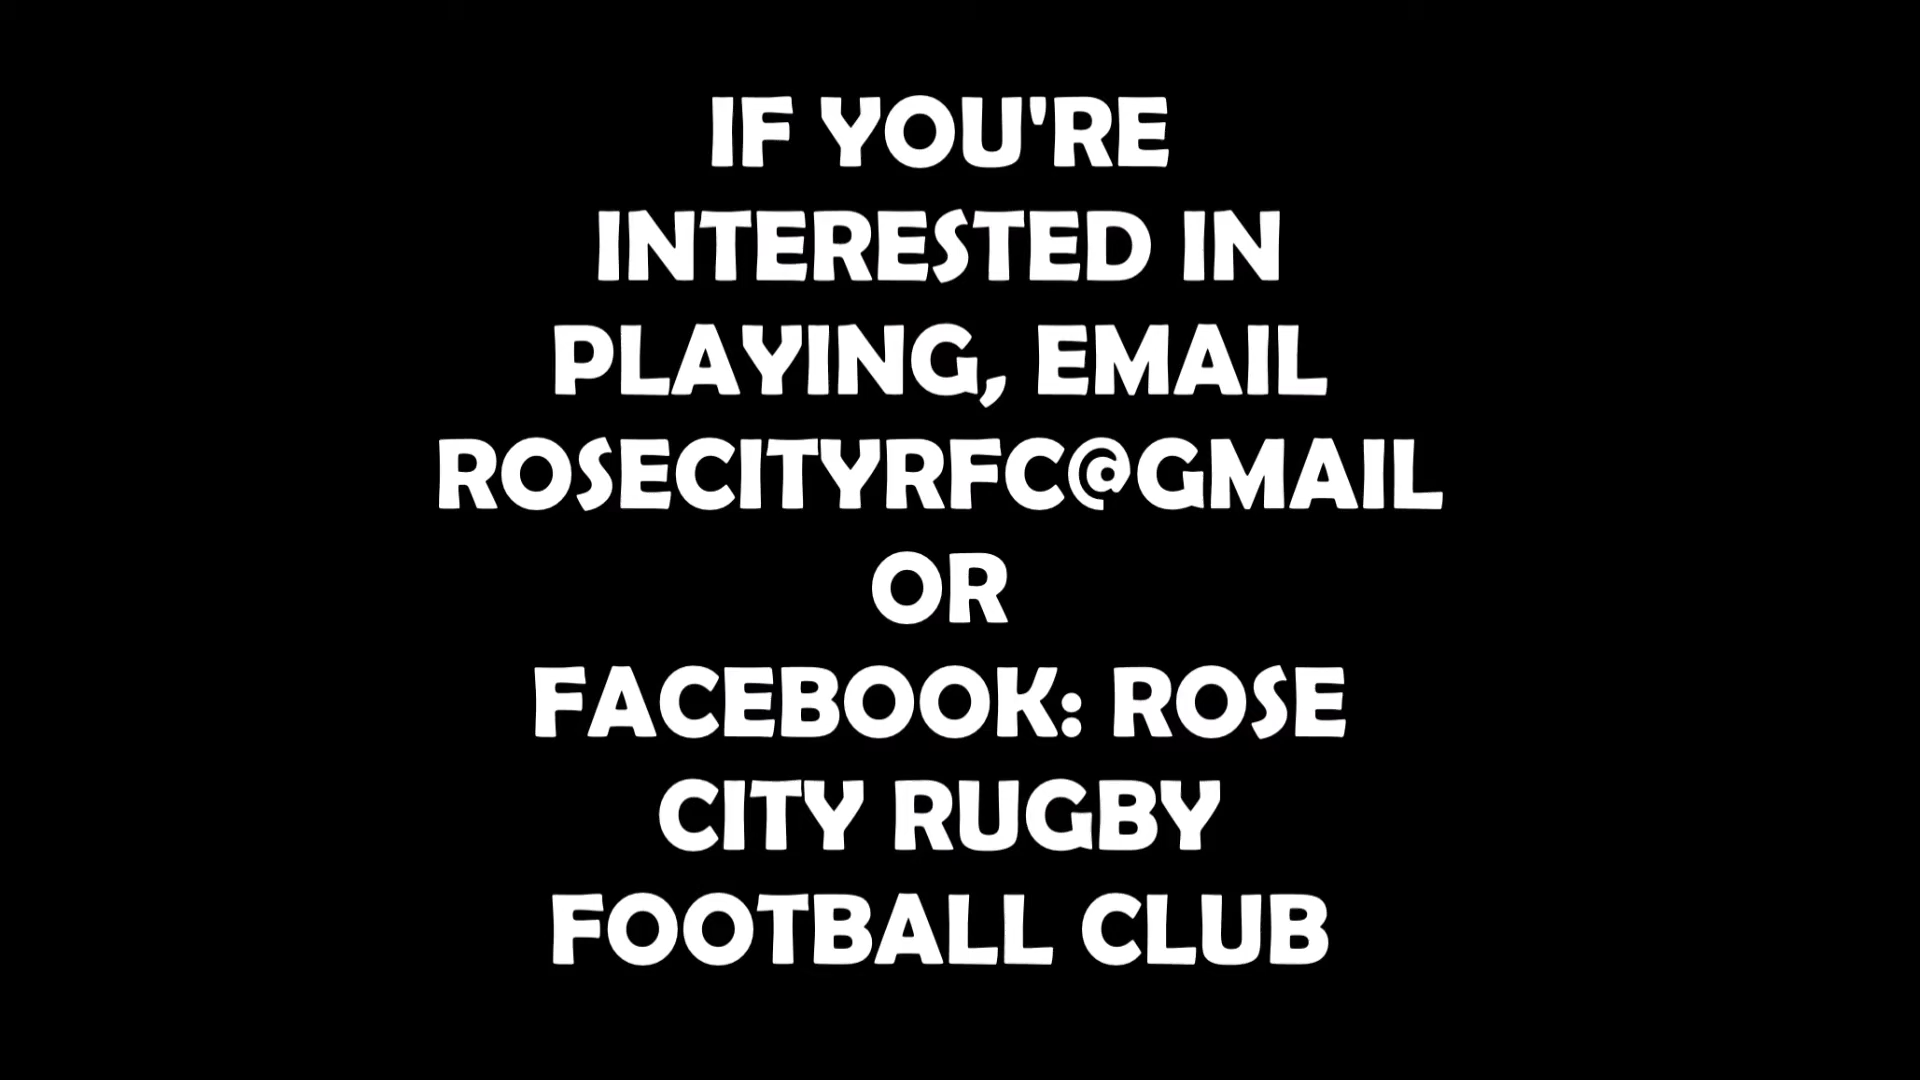 IF YOU'RE
INTERESTED IN
PLAYING, EMAIL
ROSECITYRFC@GMAIL
OR
FACEBOOK: ROSE
CITY RUGBY
FOOTBALL CLUB